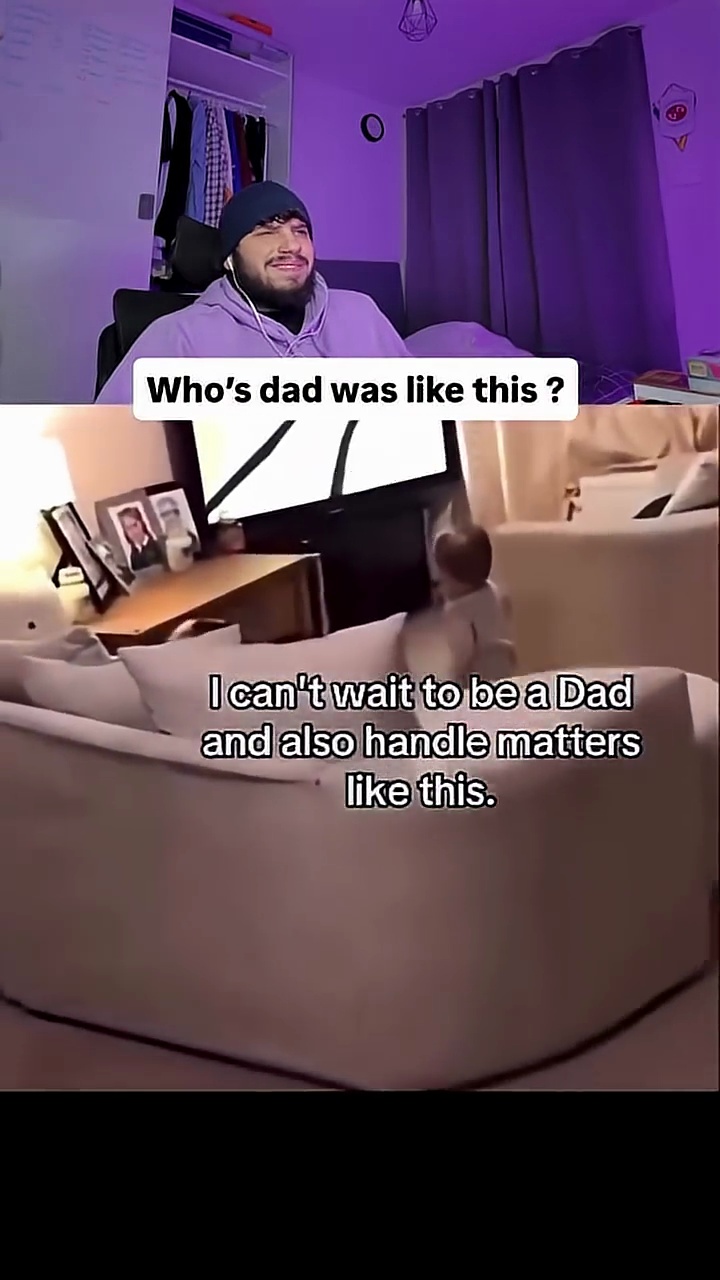 Who's dad was like this ?
I can't wait to be a Dad
and also handle matters
like this.